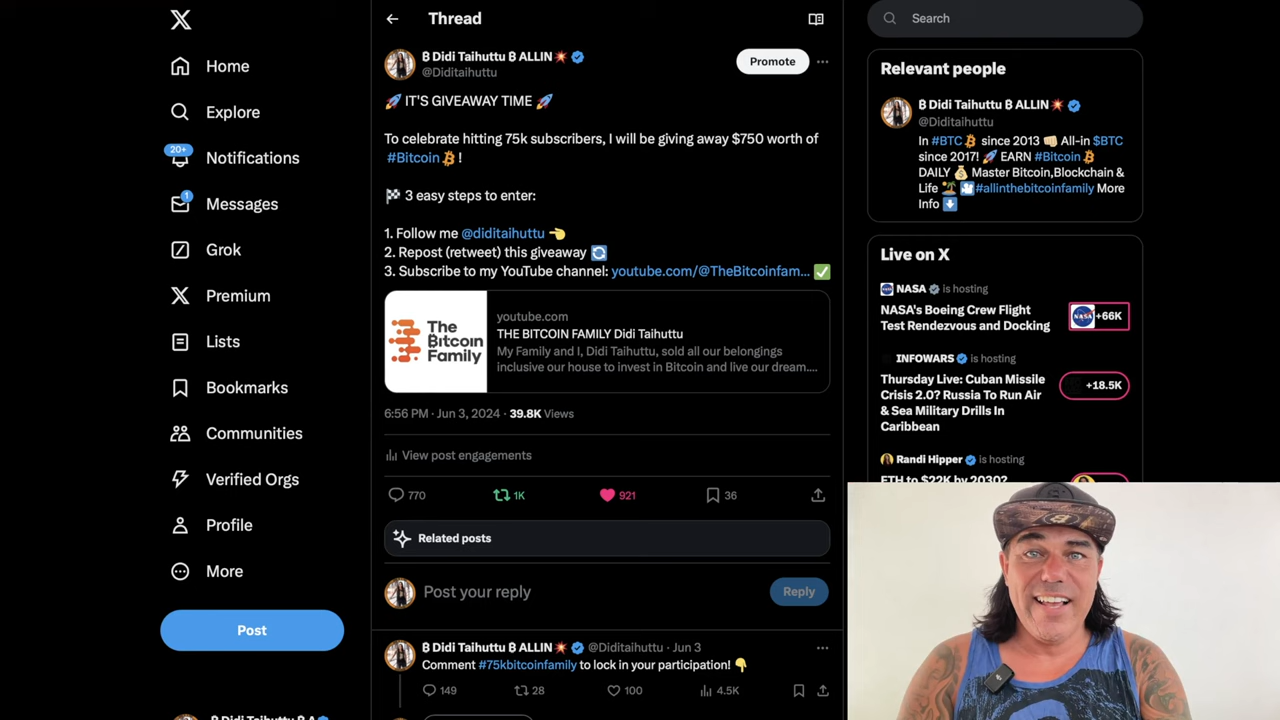 Home
Explore
20+
Notifications
1
Messages
Grok
Premium
Lists
Bookmarks
Communities
Verified Orgs
Profile
More
Post
Thread
₿ Didi Taihuttu ₿ ALLIN💥
@Diditaihuttu
Promote
🚀 IT'S GIVEAWAY TIME 🚀
To celebrate hitting 75k subscribers, I will be giving away $750 worth of
#Bitcoin !
🏁 3 easy steps to enter:
1. Follow me @diditaihuttu 👈
2. Repost (retweet) this giveaway 🔄
3. Subscribe to my YouTube channel: youtube.com/@TheBitcoinfam... ✅
The
Bitcoin
Family
youtube.com
THE BITCOIN FAMILY Didi Taihuttu
My Family and I, Didi Taihuttu, sold all our belongings
inclusive our house to invest in Bitcoin and live our dream....
6:56 PM · Jun 3, 2024 · 39.8K Views
View post engagements
770 1K 921 36
Related posts
Post your reply
Reply
₿ Didi Taihuttu ₿ ALLIN💥 @Diditaihuttu · Jun 3
Comment #75kbitcoinfamily to lock in your participation! 👇
149 28 100 4.5K
Search
Relevant people
₿ Didi Taihuttu ₿ ALLIN💥
@Diditaihuttu
In #BTC since 2013 👊🏻 All-in $BTC
since 2017! 🚀 EARN #Bitcoin
DAILY 💰 Master Bitcoin,Blockchain &
Life 🏝️ 🎦#allinthebitcoinfamily More
Info ⬇️
Live on X
NASA is hosting
NASA's Boeing Crew Flight
Test Rendezvous and Docking
NASA
+66K
INFOWARS is hosting
Thursday Live: Cuban Missile
Crisis 2.0? Russia To Run Air
& Sea Military Drills In
Caribbean
+18.5K
Randi Hipper is hosting
ETH to $22K by 2030?